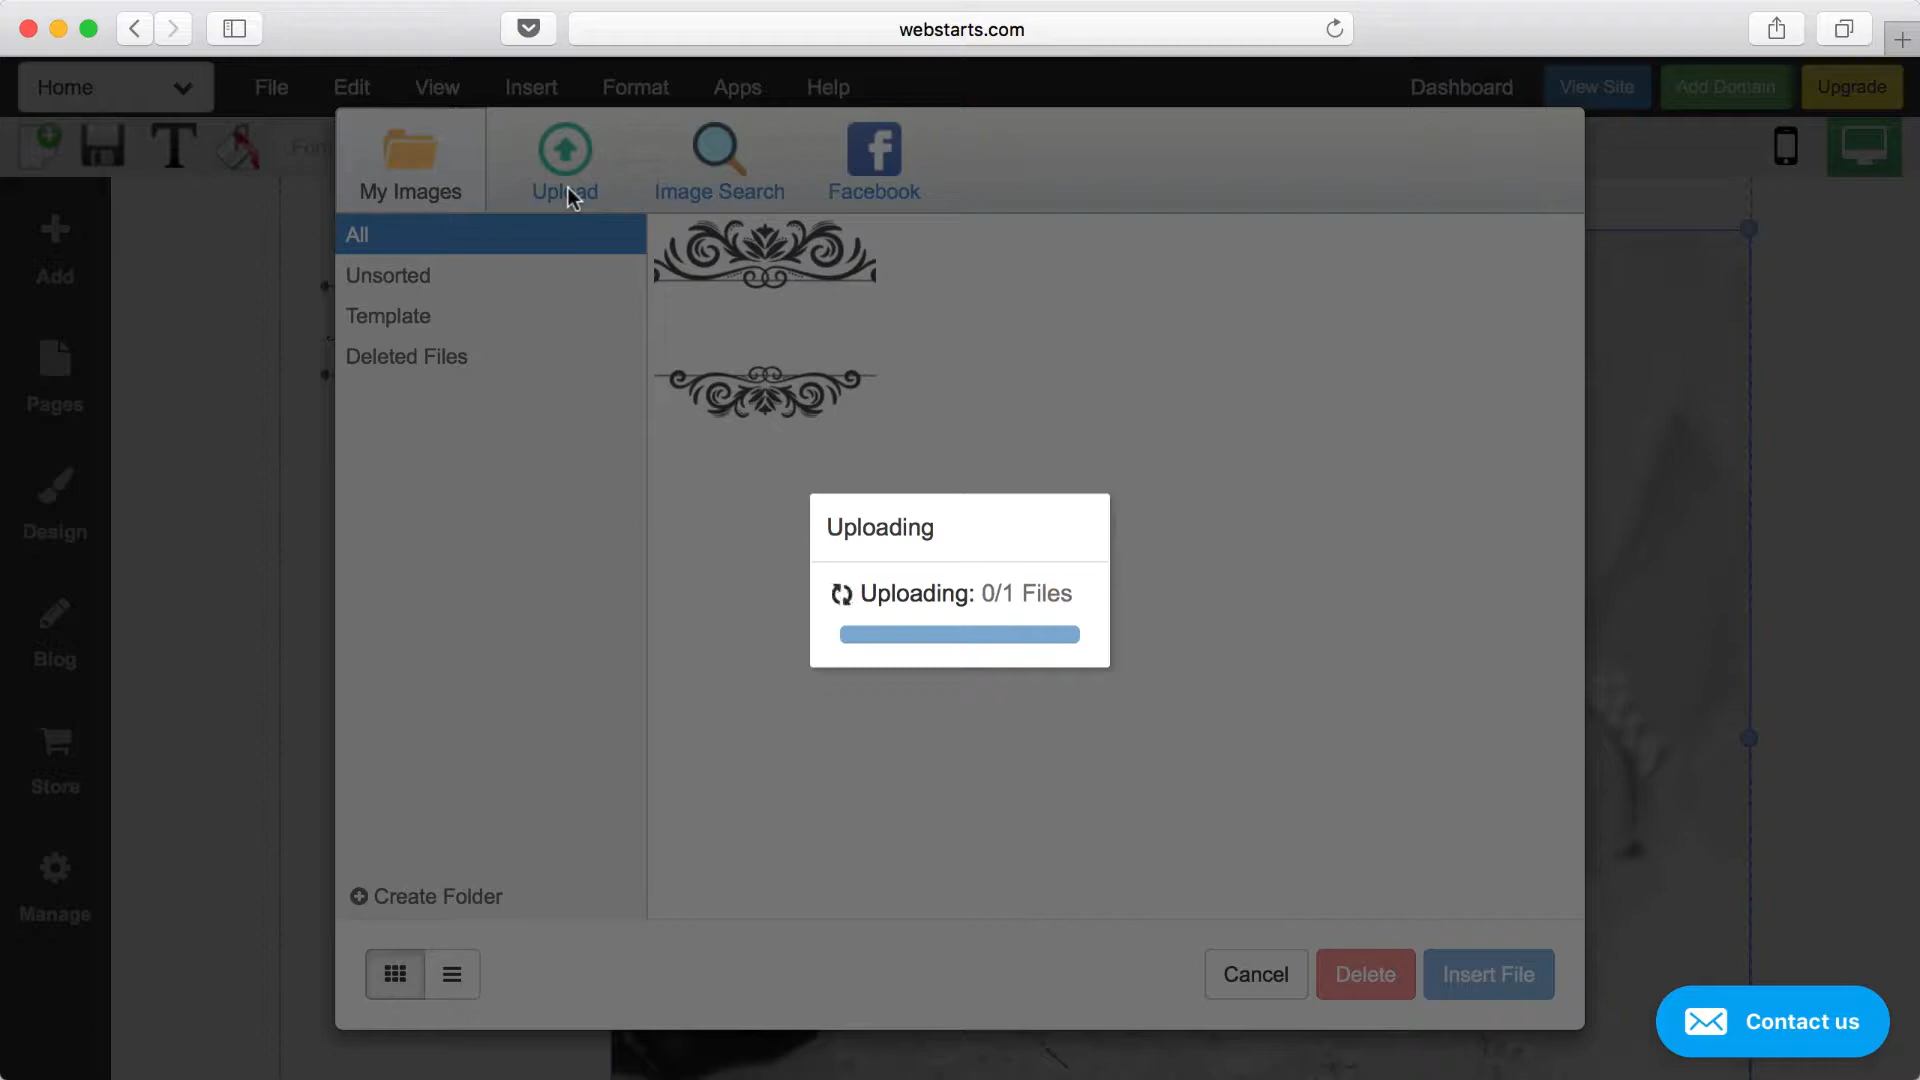 webstarts.com
Home File Edit View Insert Format Apps Help Dashboard View Site Add Domain Upgrade
My Images Upload Image Search Facebook
All
Unsorted
Template
Deleted Files
Add
Pages
Design
Blog
Store
Manage
Uploading
Uploading: 0/1 Files
Create Folder
Cancel Delete Insert File
Contact us